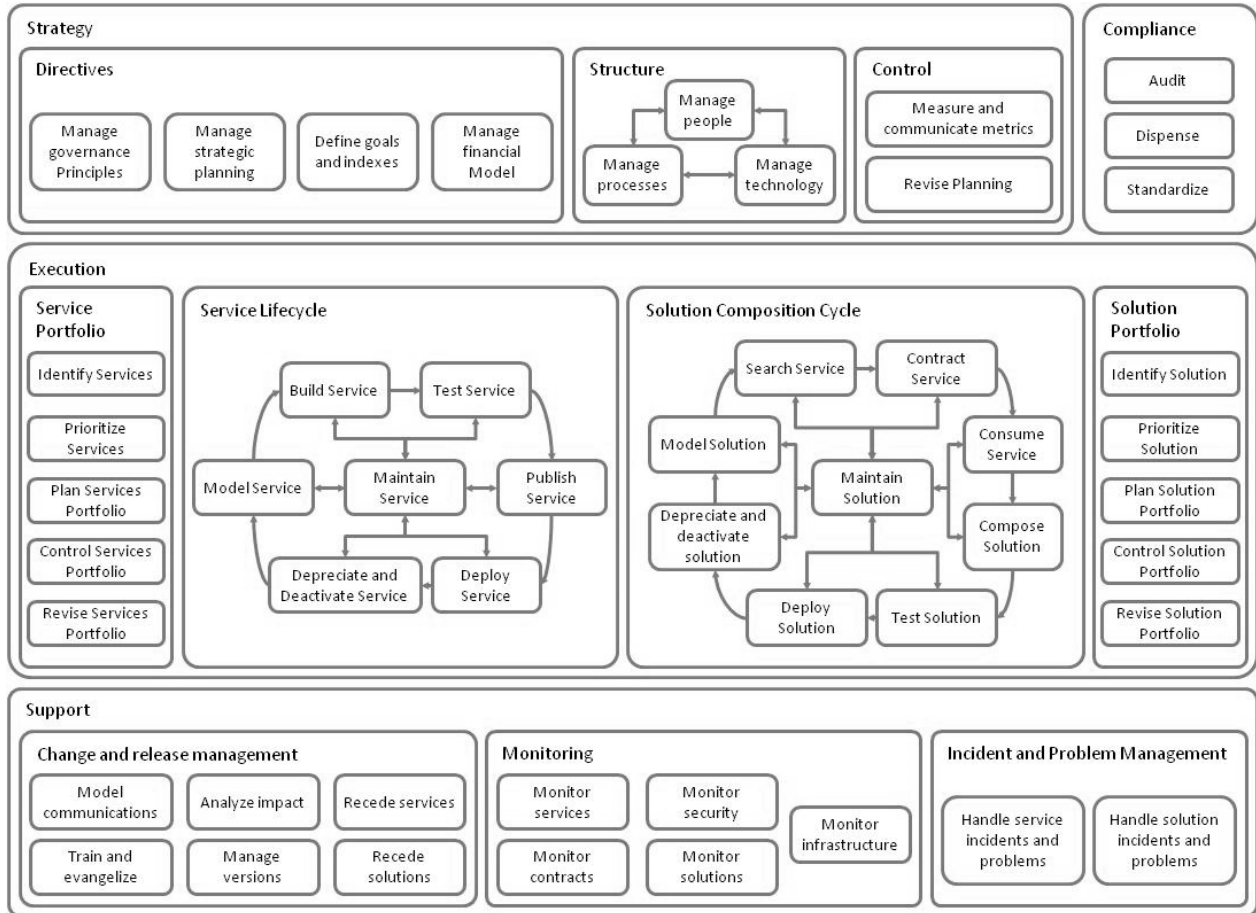 Strategy
Directives
Manage
governance
Principles
Manage
strategic
planning
Define goals
and indexes
Manage
financial
Model
Structure
Manage
people
Manage
processes
Manage
technology
Control
Measure and
communicate metrics
Revise Planning
Compliance
Audit
Dispense
Standardize
Execution
Service
Portfolio
Identify Services
Prioritize
Services
Plan Services
Portfolio
Control Services
Portfolio
Revise Services
Portfolio
Service Lifecycle
Build Service
Test Service
Model Service
Maintain
Service
Publish
Service
Depreciate and
Deactivate Service
Deploy
Service
Solution Composition Cycle
Search Service
Contract
Service
Model Solution
Maintain
Solution
Consume
Service
Depreciate and
deactivate
solution
Compose
Solution
Deploy
Solution
Test Solution
Solution
Portfolio
Identify Solution
Prioritize
Solution
Plan Solution
Portfolio
Control Solution
Portfolio
Revise Solution
Portfolio
Support
Change and release management
Model
communications
Analyze impact
Recede services
Train and
evangelize
Manage
versions
Recede
solutions
Monitoring
Monitor
services
Monitor
security
Monitor
infrastructure
Monitor
contracts
Monitor
solutions
Incident and Problem Management
Handle service
incidents and
problems
Handle solution
incidents and
problems